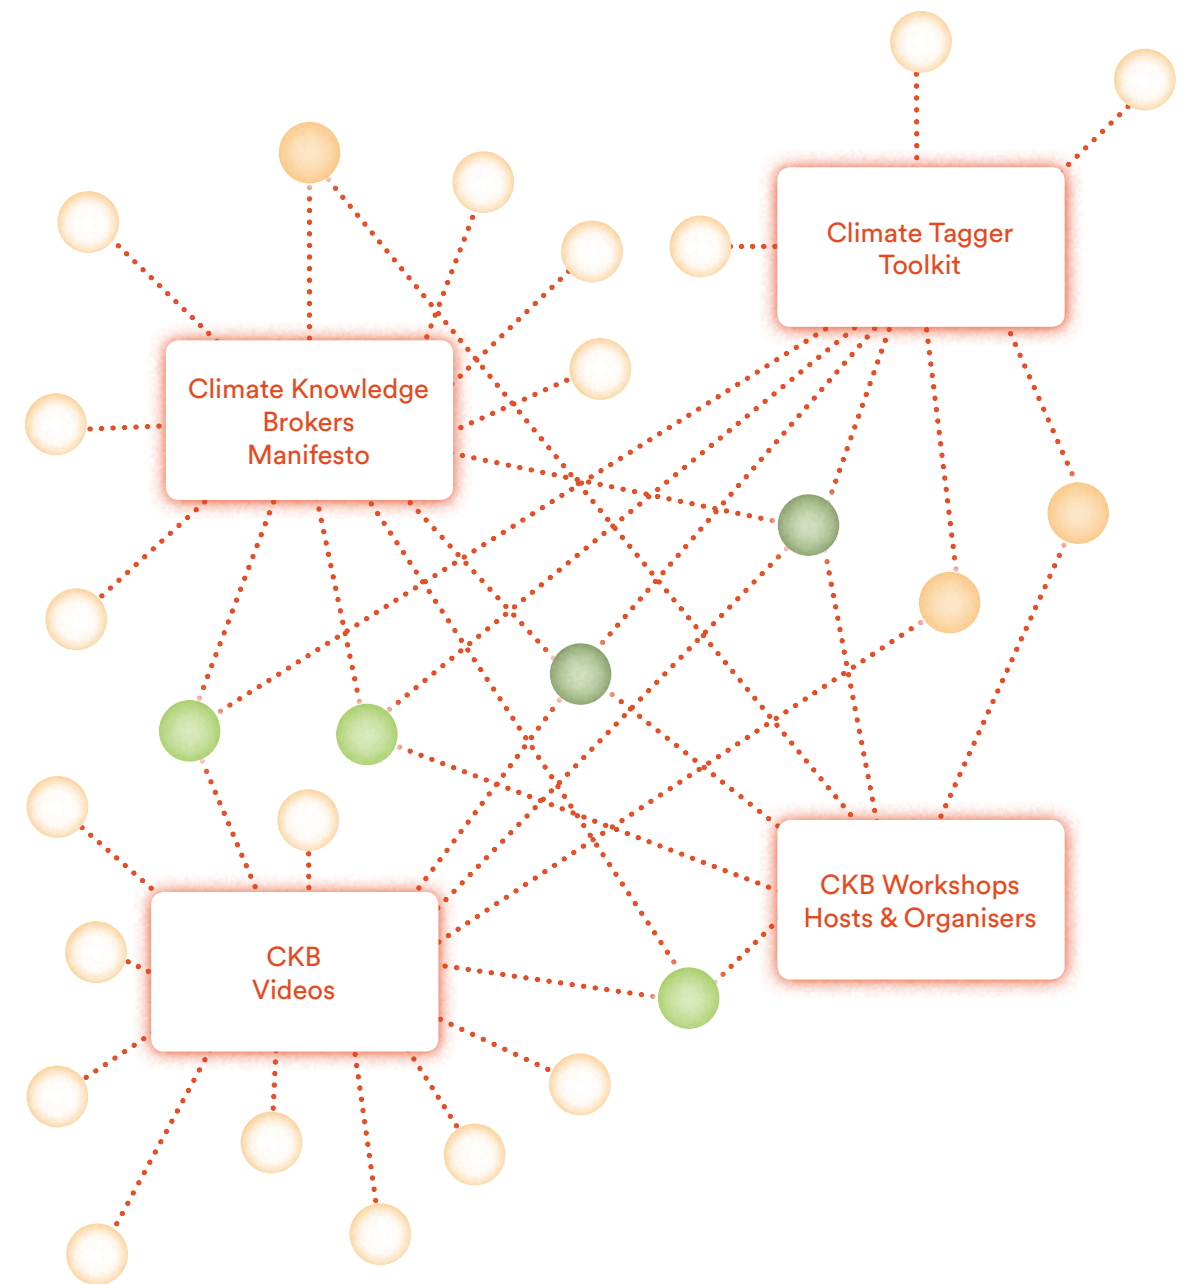 Climate Tagger
Toolkit
Climate Knowledge
Brokers
Manifesto
CKB Workshops
Hosts & Organisers
CKB
Videos